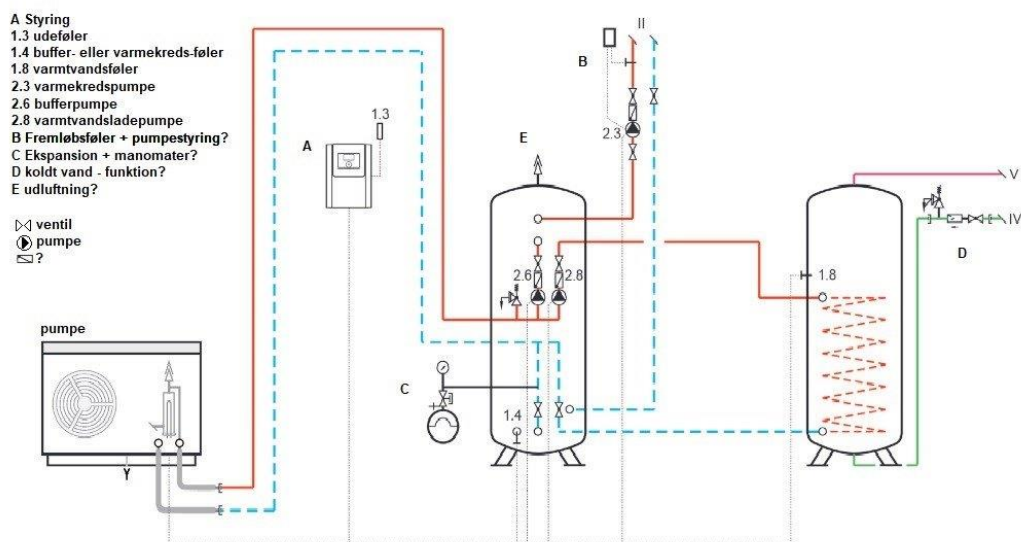 A Styring
1.3 udeføler
1.4 buffer- eller varmekreds-føler
1.8 varmtvandsføler
2.3 varmekredspumpe
2.6 bufferpumpe
2.8 varmtvandsladepumpe
B Fremløbsføler + pumpestyring?
C Ekspansion + manomater?
D koldt vand - funktion?
E udluftning?
ventil
pumpe
?
pumpe
A
1.3
E
B
II
2.3
2.6
2.8
C
1.4
1.8
V
IV
D